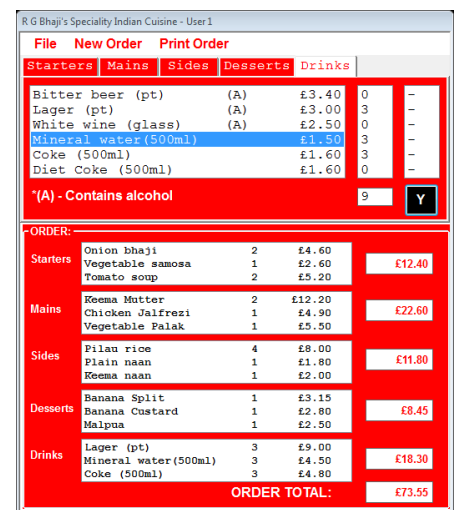 R G Bhaji's Speciality Indian Cuisine - User1
File New Order Print Order
Starters Mains Sides Desserts Drinks
Bitter beer (pt) (A) £3.40 0 -
Lager (pt) (A) £3.00 3 -
White wine (glass) (A) £2.50 0 -
Mineral water(500ml) £1.50 3 -
Coke (500ml) £1.60 3 -
Diet Coke (500ml) £1.60 0 -
*(A) - Contains alcohol 9 Y
ORDER:
Starters
Onion bhaji 2 £4.60
Vegetable samosa 1 £2.60 £12.40
Tomato soup 2 £5.20
Mains
Keema Mutter 2 £12.20
Chicken Jalfrezi 1 £4.90 £22.60
Vegetable Palak 1 £5.50
Sides
Pilau rice 4 £8.00
Plain naan 1 £1.80 £11.80
Keema naan 1 £2.00
Desserts
Banana Split 1 £3.15
Banana Custard 1 £2.80 £8.45
Malpua 1 £2.50
Drinks
Lager (pt) 3 £9.00
Mineral water(500ml) 3 £4.50 £18.30
Coke (500ml) 3 £4.80
ORDER TOTAL: £73.55